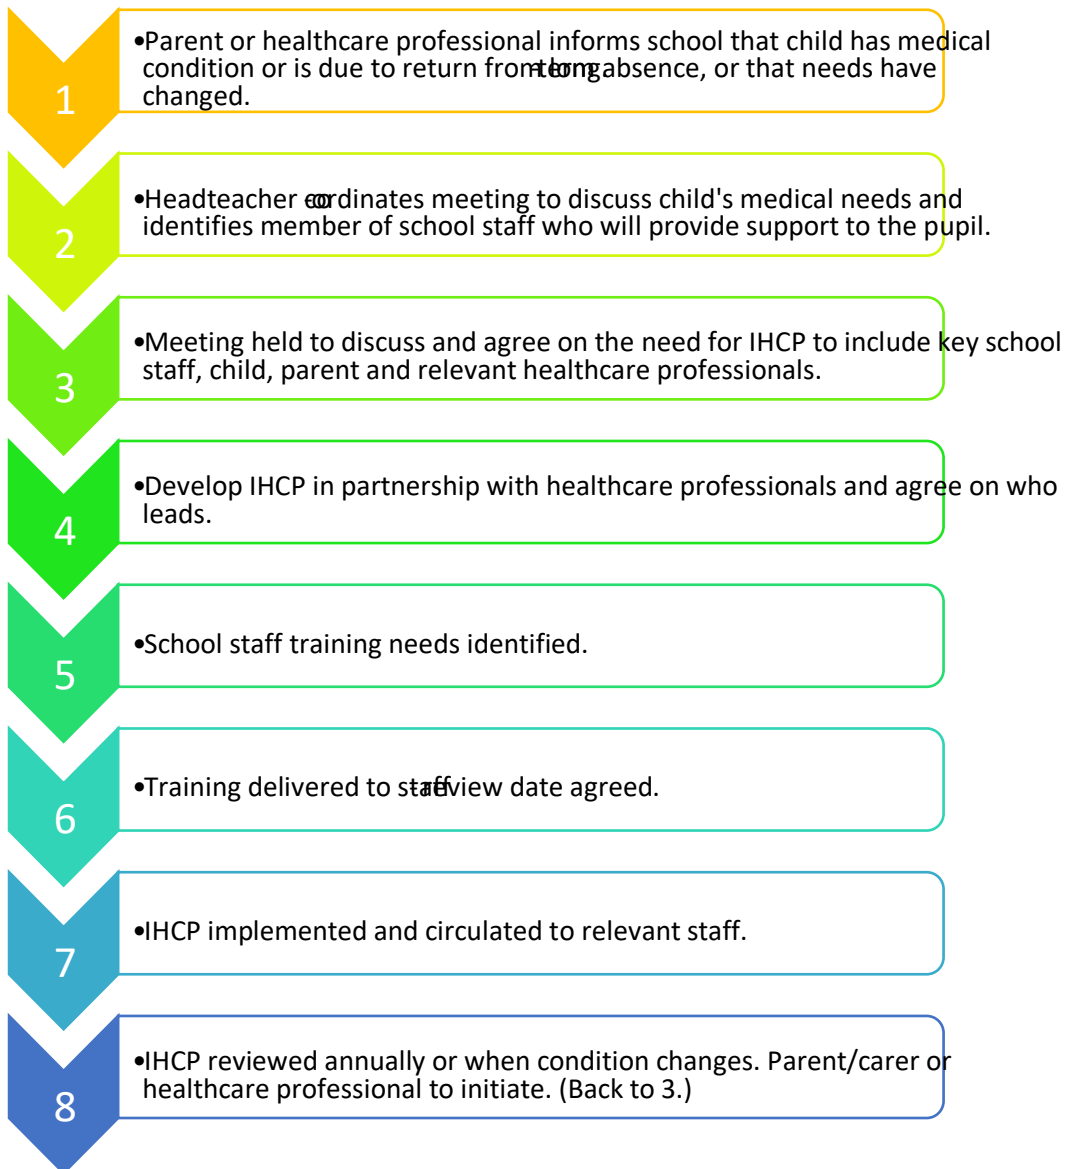 1
•Parent or healthcare professional informs school that child has medical
condition or is due to return from long-term absence, or that needs have
changed.
2
•Headteacher co-ordinates meeting to discuss child's medical needs and
identifies member of school staff who will provide support to the pupil.
3
•Meeting held to discuss and agree on the need for IHCP to include key school
staff, child, parent and relevant healthcare professionals.
4
•Develop IHCP in partnership with healthcare professionals and agree on who
leads.
5
•School staff training needs identified.
6
•Training delivered to staff - review date agreed.
7
•IHCP implemented and circulated to relevant staff.
8
•IHCP reviewed annually or when condition changes. Parent/carer or
healthcare professional to initiate. (Back to 3.)